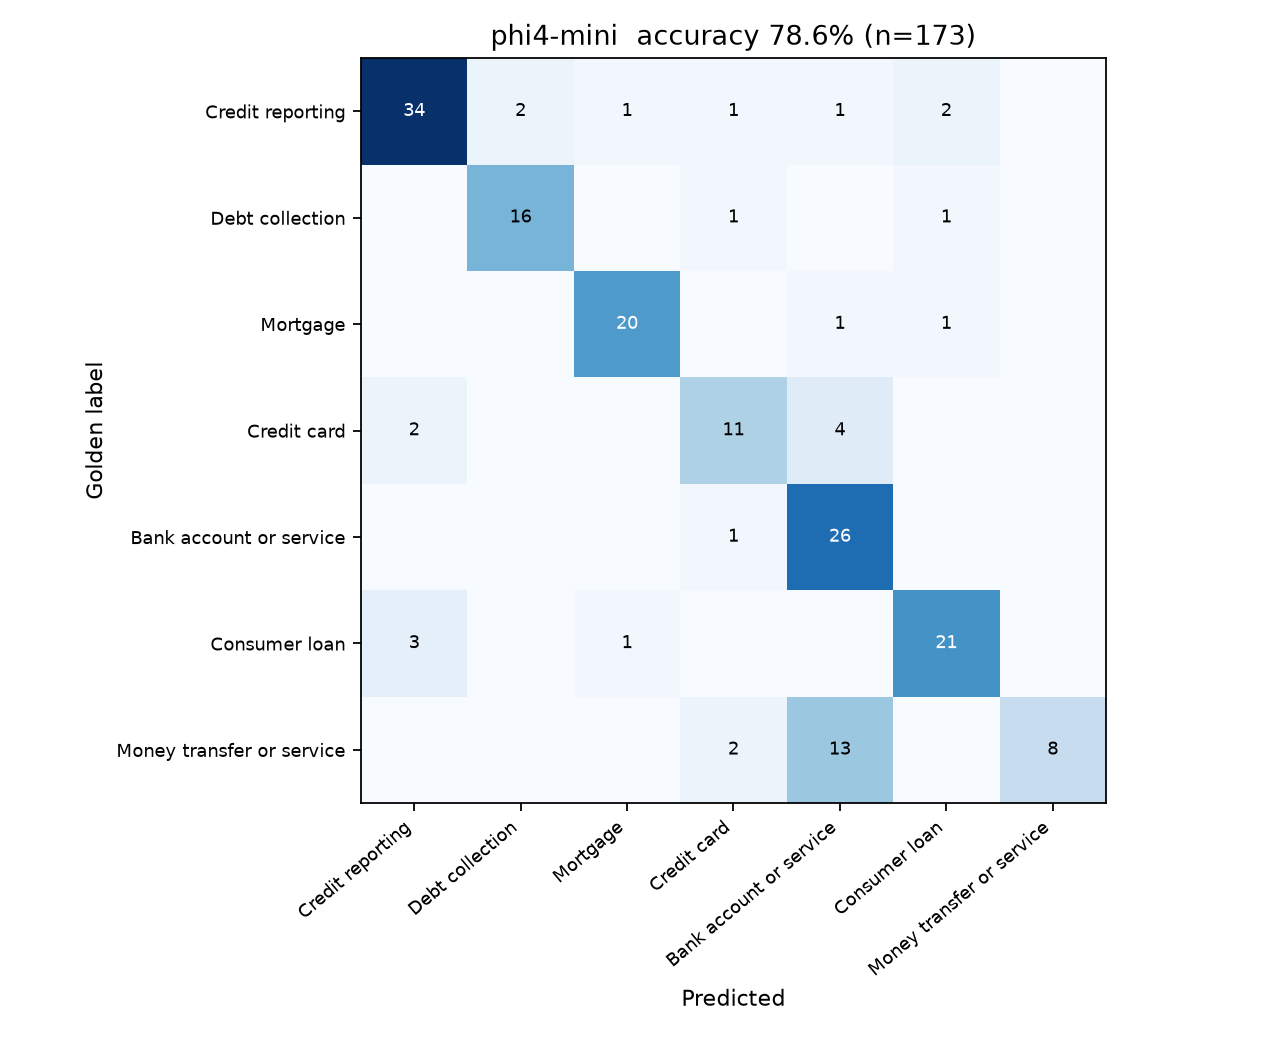 phi4-mini  accuracy 78.6% (n=173)
Golden label
Credit reporting 34 2 1 1 1 2
Debt collection 16 1 1
Mortgage 20 1 1
Credit card 2 11 4
Bank account or service 1 26
Consumer loan 3 1 21
Money transfer or service 2 13 8
Credit reporting
Debt collection
Mortgage
Credit card
Bank account or service
Consumer loan
Money transfer or service
Predicted